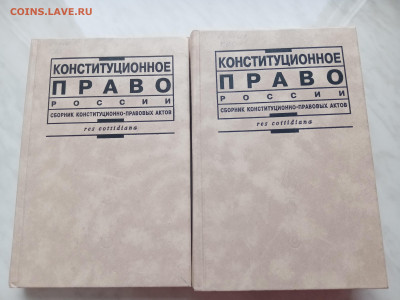 COINS.LAVE.RU
КОНСТИТУЦИОННОЕ
ПРАВО
РОССИИ
СБОРНИК КОНСТИТУЦИОННО-ПРАВОВЫХ АКТОВ
res cottidiana
КОНСТИТУЦИОННОЕ
ПРАВО
РОССИИ
СБОРНИК КОНСТИТУЦИОННО-ПРАВОВЫХ АКТОВ
res cottidiana